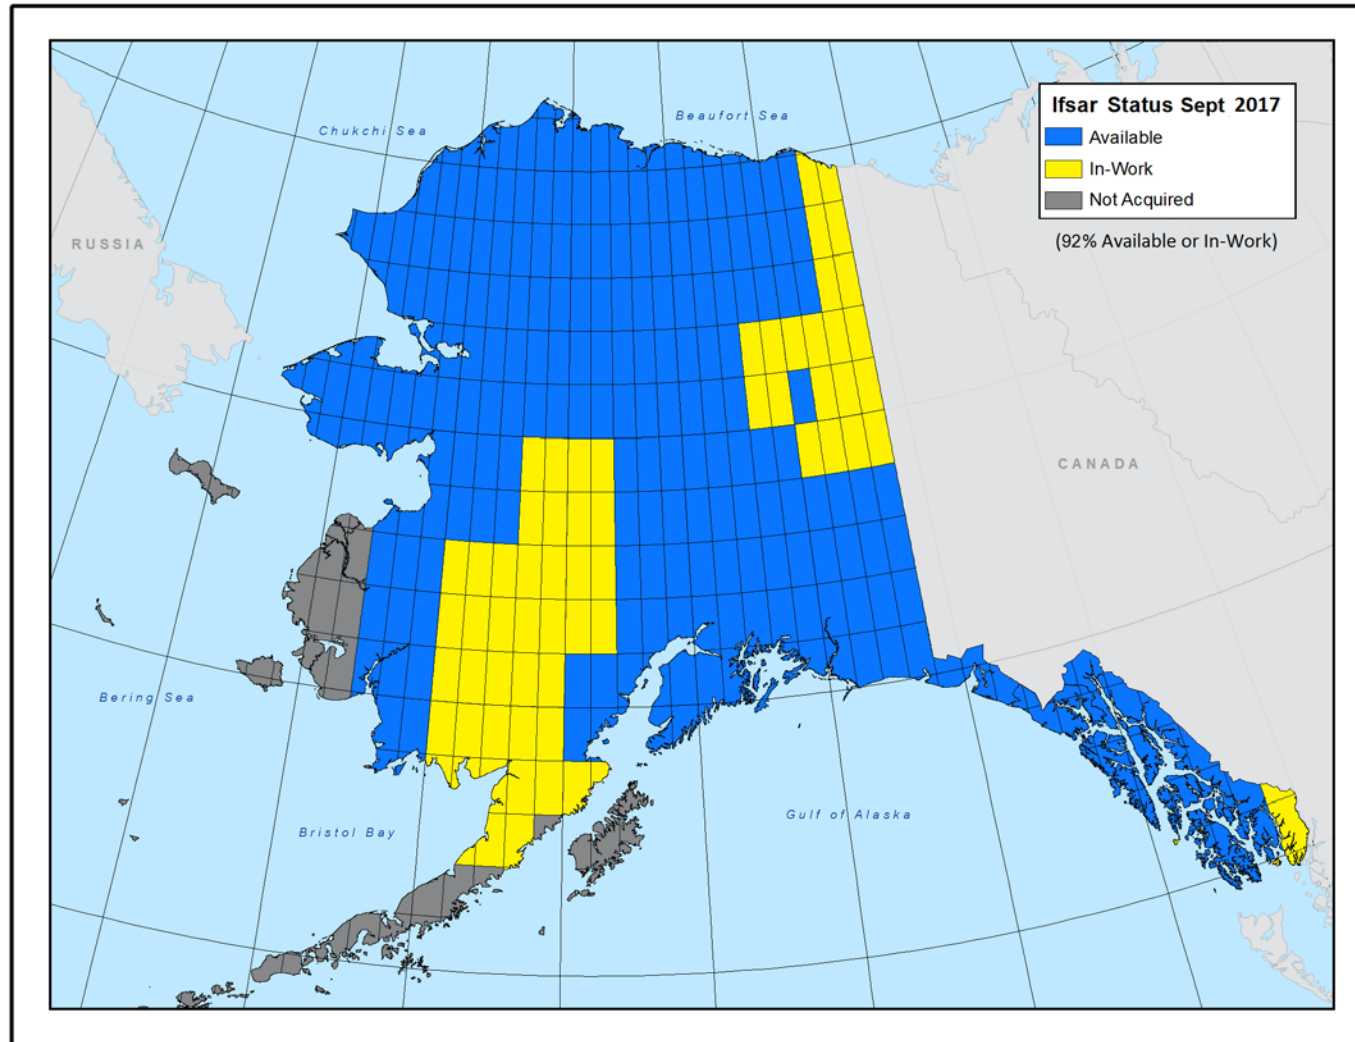 Ifsar Status Sept 2017
Available
In-Work
Not Acquired
(92% Available or In-Work)
Chukchi Sea
Beaufort Sea
RUSSIA
CANADA
Bering Sea
Bristol Bay
Gulf of Alaska